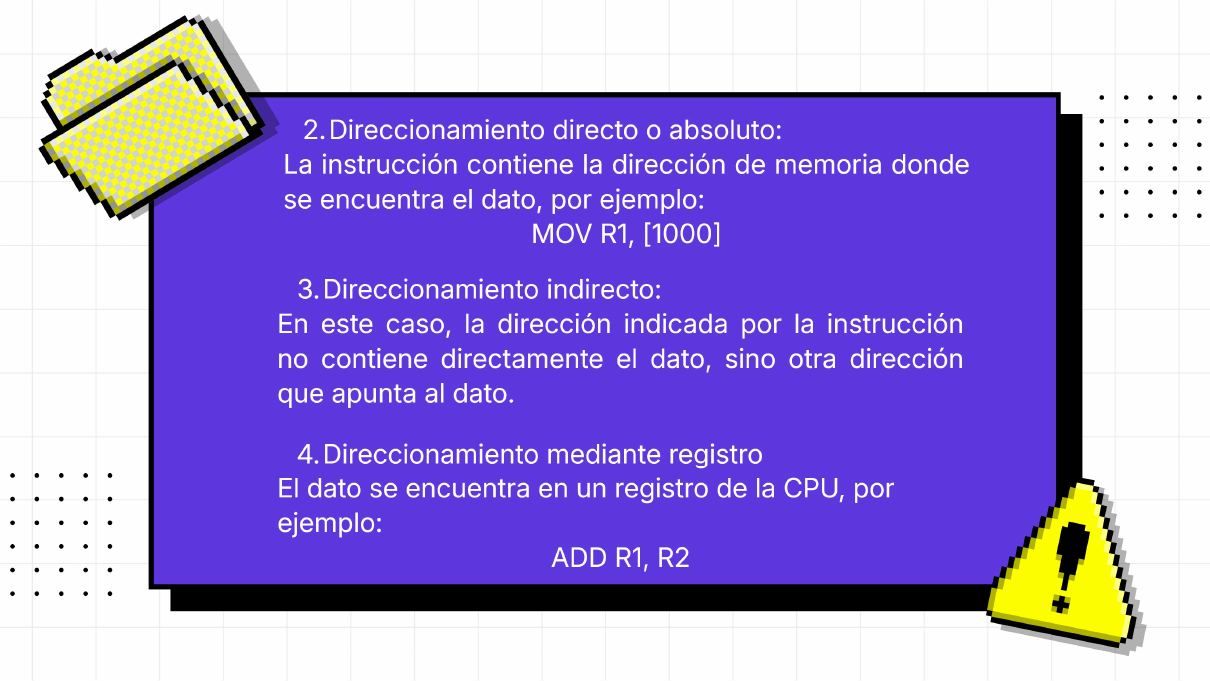 2. Direccionamiento directo o absoluto:
La instrucción contiene la dirección de memoria donde
se encuentra el dato, por ejemplo:
MOV R1, [1000]
3. Direccionamiento indirecto:
En este caso, la dirección indicada por la instrucción
no contiene directamente el dato, sino otra dirección
que apunta al dato.
4. Direccionamiento mediante registro
El dato se encuentra en un registro de la CPU, por
ejemplo:
ADD R1, R2